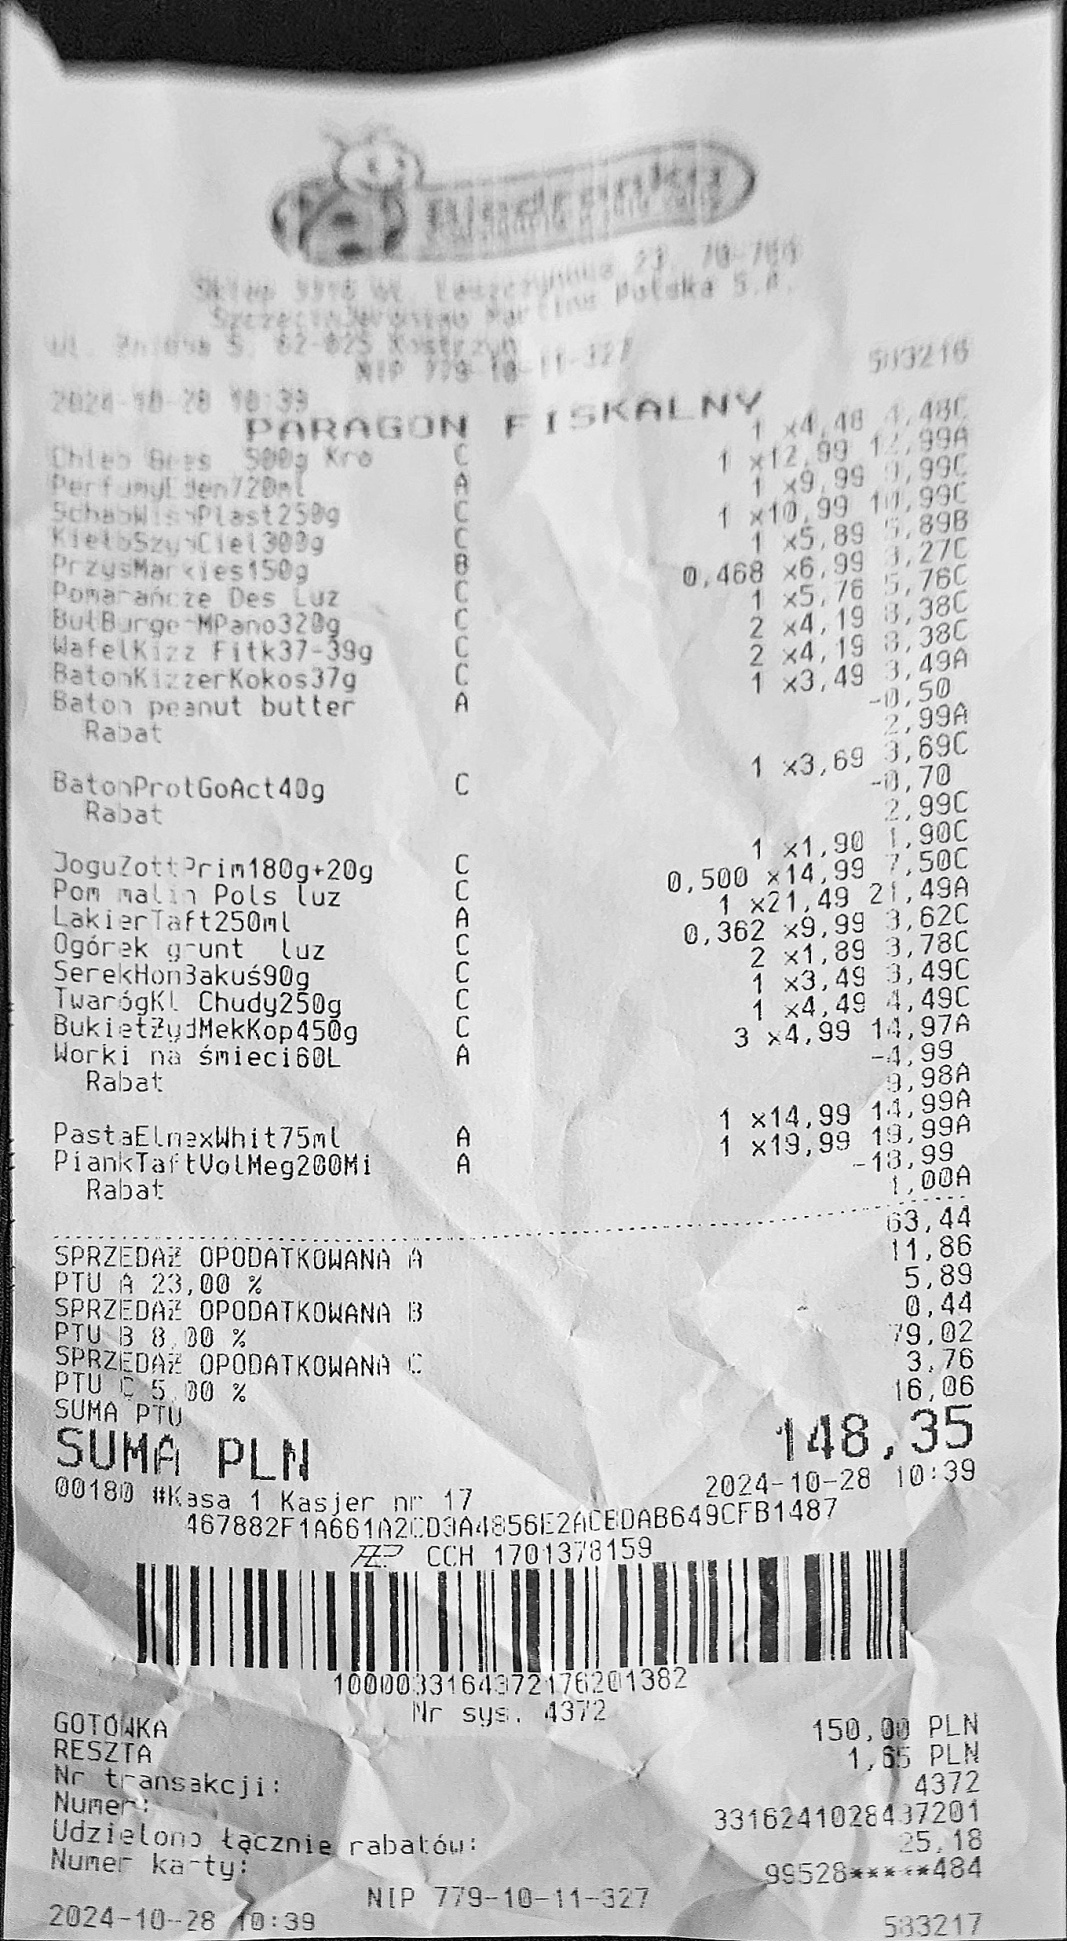 Biedronka
Sklep 3316 ul. 23, 70-764
Szczecin Jeronimo Martins Polska S.A.
ul. Żniwna 5, 62-025 Kostrzyn
NIP 779-10-11-327
2024-10-28 10:39 583216
PARAGON FISKALNY
Chleb 500g Kro C 1 ×4,48 4,48C
PerfumyEden720ml A 1 ×12,99 12,99A
SchabWisnPlast250g C 1 ×9,99 9,99C
KiełbSzynCiel300g C 1 ×10,99 10,99C
PrzysMarkies150g B 1 ×5,89 5,89B
Pomarańcze Des Luz C 0,468 ×6,99 3,27C
BułBurgerMPano320g C 1 ×5,76 5,76C
WafelKizz Fitk37-39g C 2 ×4,19 8,38C
BatonKizzerKokos37g C 2 ×4,19 8,38C
Baton peanut butter A 1 ×3,49 3,49A
Rabat -0,50
2,99A
BatonProtGoAct40g C 1 ×3,69 3,69C
Rabat -0,70
2,99C
JoguZottPrim180g+20g C 1 ×1,90 1,90C
Pom malin Pols luz C 0,500 ×14,99 7,50C
LakierTaft250ml A 1 ×21,49 21,49A
Ogórek grunt luz C 0,362 ×9,99 3,62C
SerekHonBakuś90g C 2 ×1,89 3,78C
TwarógKl Chudy250g C 1 ×3,49 3,49C
BukietżydMekKop450g C 1 ×4,49 4,49C
Worki na śmieci60L A 3 ×4,99 14,97A
Rabat -4,99
9,98A
PastaElmexWhit75ml A 1 ×14,99 14,99A
PiankTaftVolMeg200Ml A 1 ×19,99 19,99A
Rabat -18,99
1,00A
SPRZEDAŻ OPODATKOWANA A 63,44
PTU A 23,00 % 11,86
SPRZEDAŻ OPODATKOWANA B 5,89
PTU B 8,00 % 0,44
SPRZEDAŻ OPODATKOWANA C 79,02
PTU C 5,00 % 3,76
SUMA PTU 16,06
SUMA PLN 148,35
00180 #Kasa 1 Kasjer nr 17 2024-10-28 10:39
467882F1A661A2CD3A4856E2ACEDAB649CFB1487
CCH 1701378159
1000033164372176201382
Nr sys. 4372
GOTÓWKA 150,00 PLN
RESZTA 1,65 PLN
Nr transakcji: 4372
Numer: 3316241028437201
Udzielono łącznie rabatów: 25,18
Numer karty: 99528*****484
NIP 779-10-11-327
2024-10-28 10:39 583217